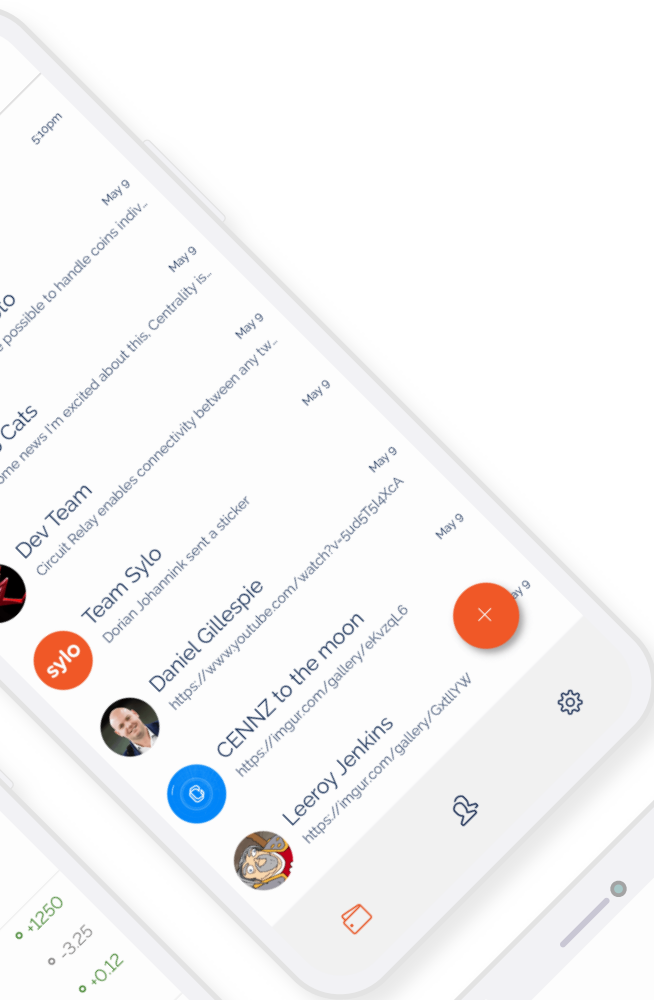 5:10pm
May 9
possible to handle coins indiv...
May 9
Cats
ome news I'm excited about this, Centrality is...
May 9
Dev Team
Circuit Relay enables connectivity between any tw...
May 9
Team Sylo
Dorian Johannink sent a sticker
sylo
May 9
Daniel Gillespie
https://www.youtube.com/watch?v=5ud5T5I4XcA
May 9
CENNZ to the moon
https://imgur.com/gallery/eKvzqL6
ay 9
Leeroy Jenkins
https://imgur.com/gallery/GxtlIYW
+1250
-3.25
+0.12